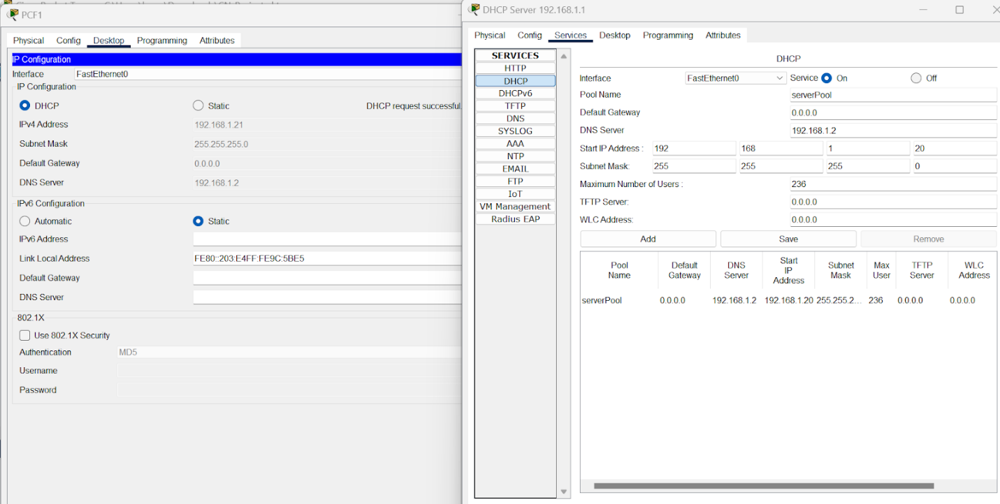 PCF1
Physical Config Desktop Programming Attributes
IP Configuration
Interface FastEthernet0
IP Configuration
DHCP Static DHCP request successful.
IPv4 Address 192.168.1.21
Subnet Mask 255.255.255.0
Default Gateway 0.0.0.0
DNS Server 192.168.1.2
IPv6 Configuration
Automatic Static
IPv6 Address
Link Local Address FE80::203:E4FF:FE9C:5BE5
Default Gateway
DNS Server
802.1X
Use 802.1X Security
Authentication MD5
Username
Password
DHCP Server 192.168.1.1
Physical Config Services Desktop Programming Attributes
SERVICES
HTTP
DHCP
DHCPv6
TFTP
DNS
SYSLOG
AAA
NTP
EMAIL
FTP
IoT
VM Management
Radius EAP
DHCP
Interface FastEthernet0 Service On Off
Pool Name serverPool
Default Gateway 0.0.0.0
DNS Server 192.168.1.2
Start IP Address : 192 168 1 20
Subnet Mask: 255 255 255 0
Maximum Number of Users : 236
TFTP Server: 0.0.0.0
WLC Address: 0.0.0.0
Add Save Remove
Pool Name Default Gateway DNS Server Start IP Address Subnet Mask Max User TFTP Server WLC Address
serverPool 0.0.0.0 192.168.1.2 192.168.1.20 255.255.2... 236 0.0.0.0 0.0.0.0